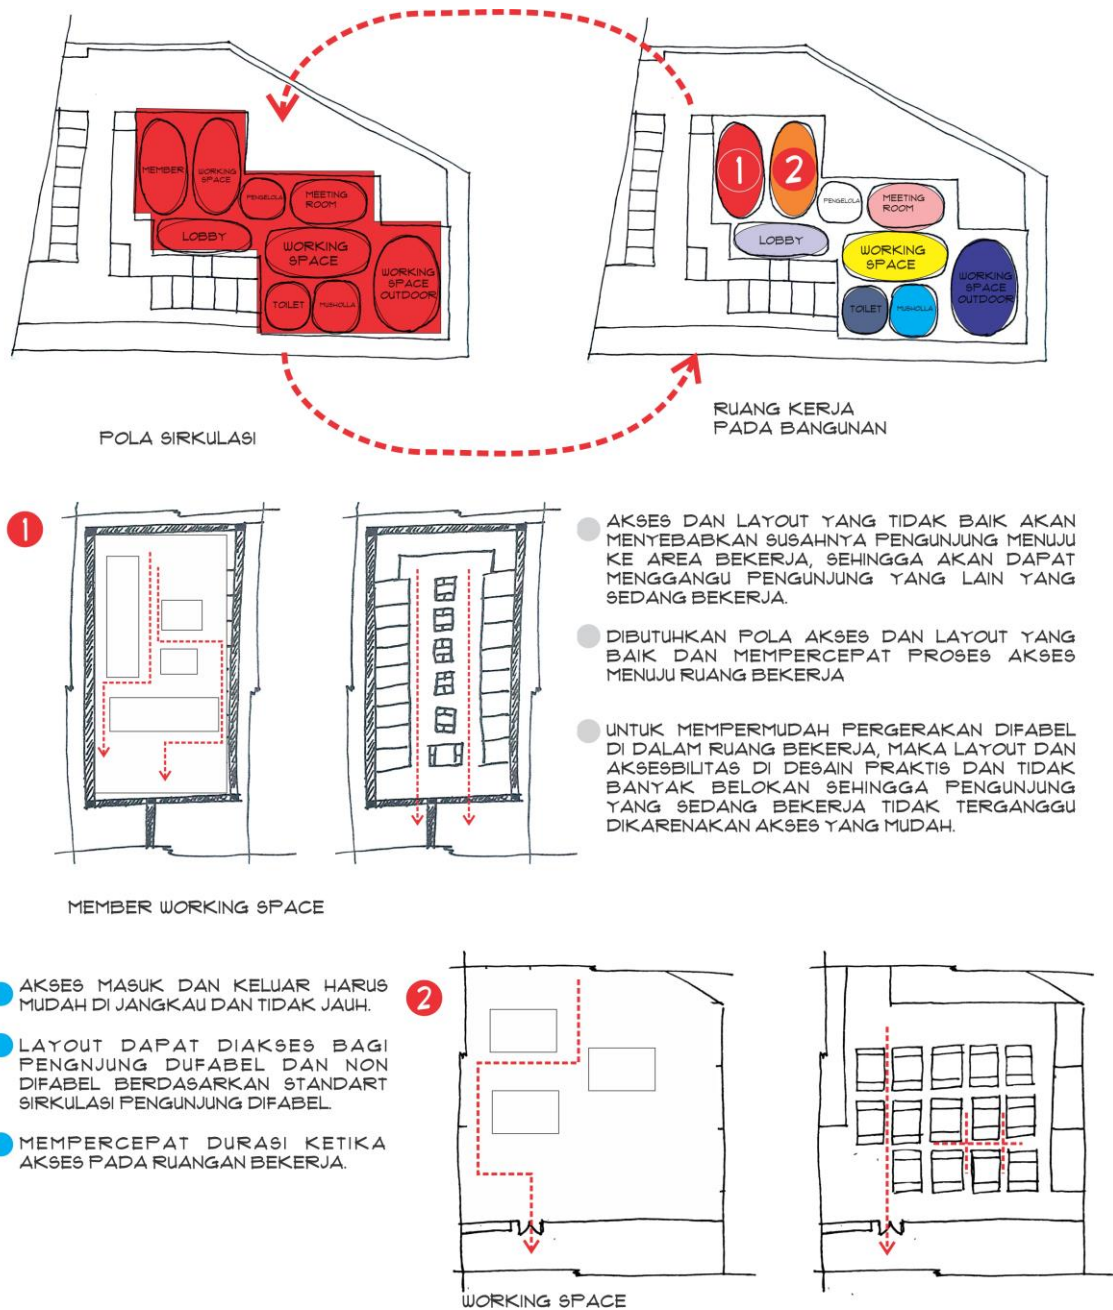 MEMBER
WORKING
SPACE
PENGELOLA
MEETING
ROOM
LOBBY
WORKING
SPACE
WORKING
SPACE
OUTDOOR
TOILET
MUSHOLLA
POLA SIRKULASI
1
2
PENGELOLA
MEETING
ROOM
LOBBY
WORKING
SPACE
WORKING
SPACE
OUTDOOR
TOILET
MUSHOLLA
RUANG KERJA
PADA BANGUNAN
1
AKSES DAN LAYOUT YANG TIDAK BAIK AKAN
MENYEBABKAN SUSAHNYA PENGUNJUNG MENUJU
KE AREA BEKERJA, SEHINGGA AKAN DAPAT
MENGGANGU PENGUNJUNG YANG LAIN YANG
SEDANG BEKERJA.
DIBUTUHKAN POLA AKSES DAN LAYOUT YANG
BAIK DAN MEMPERCEPAT PROSES AKSES
MENUJU RUANG BEKERJA
UNTUK MEMPERMUDAH PERGERAKAN DIFABEL
DI DALAM RUANG BEKERJA, MAKA LAYOUT DAN
AKSESBILITAS DI DESAIN PRAKTIS DAN TIDAK
BANYAK BELOKAN SEHINGGA PENGUNJUNG
YANG SEDANG BEKERJA TIDAK TERGANGGU
DIKARENAKAN AKSES YANG MUDAH.
MEMBER WORKING SPACE
AKSES MASUK DAN KELUAR HARUS
MUDAH DI JANGKAU DAN TIDAK JAUH.
LAYOUT DAPAT DIAKSES BAGI
PENGNJUNG DUFABEL DAN NON
DIFABEL BERDASARKAN STANDART
SIRKULASI PENGUNJUNG DIFABEL.
MEMPERCEPAT DURASI KETIKA
AKSES PADA RUANGAN BEKERJA.
2
WORKING SPACE